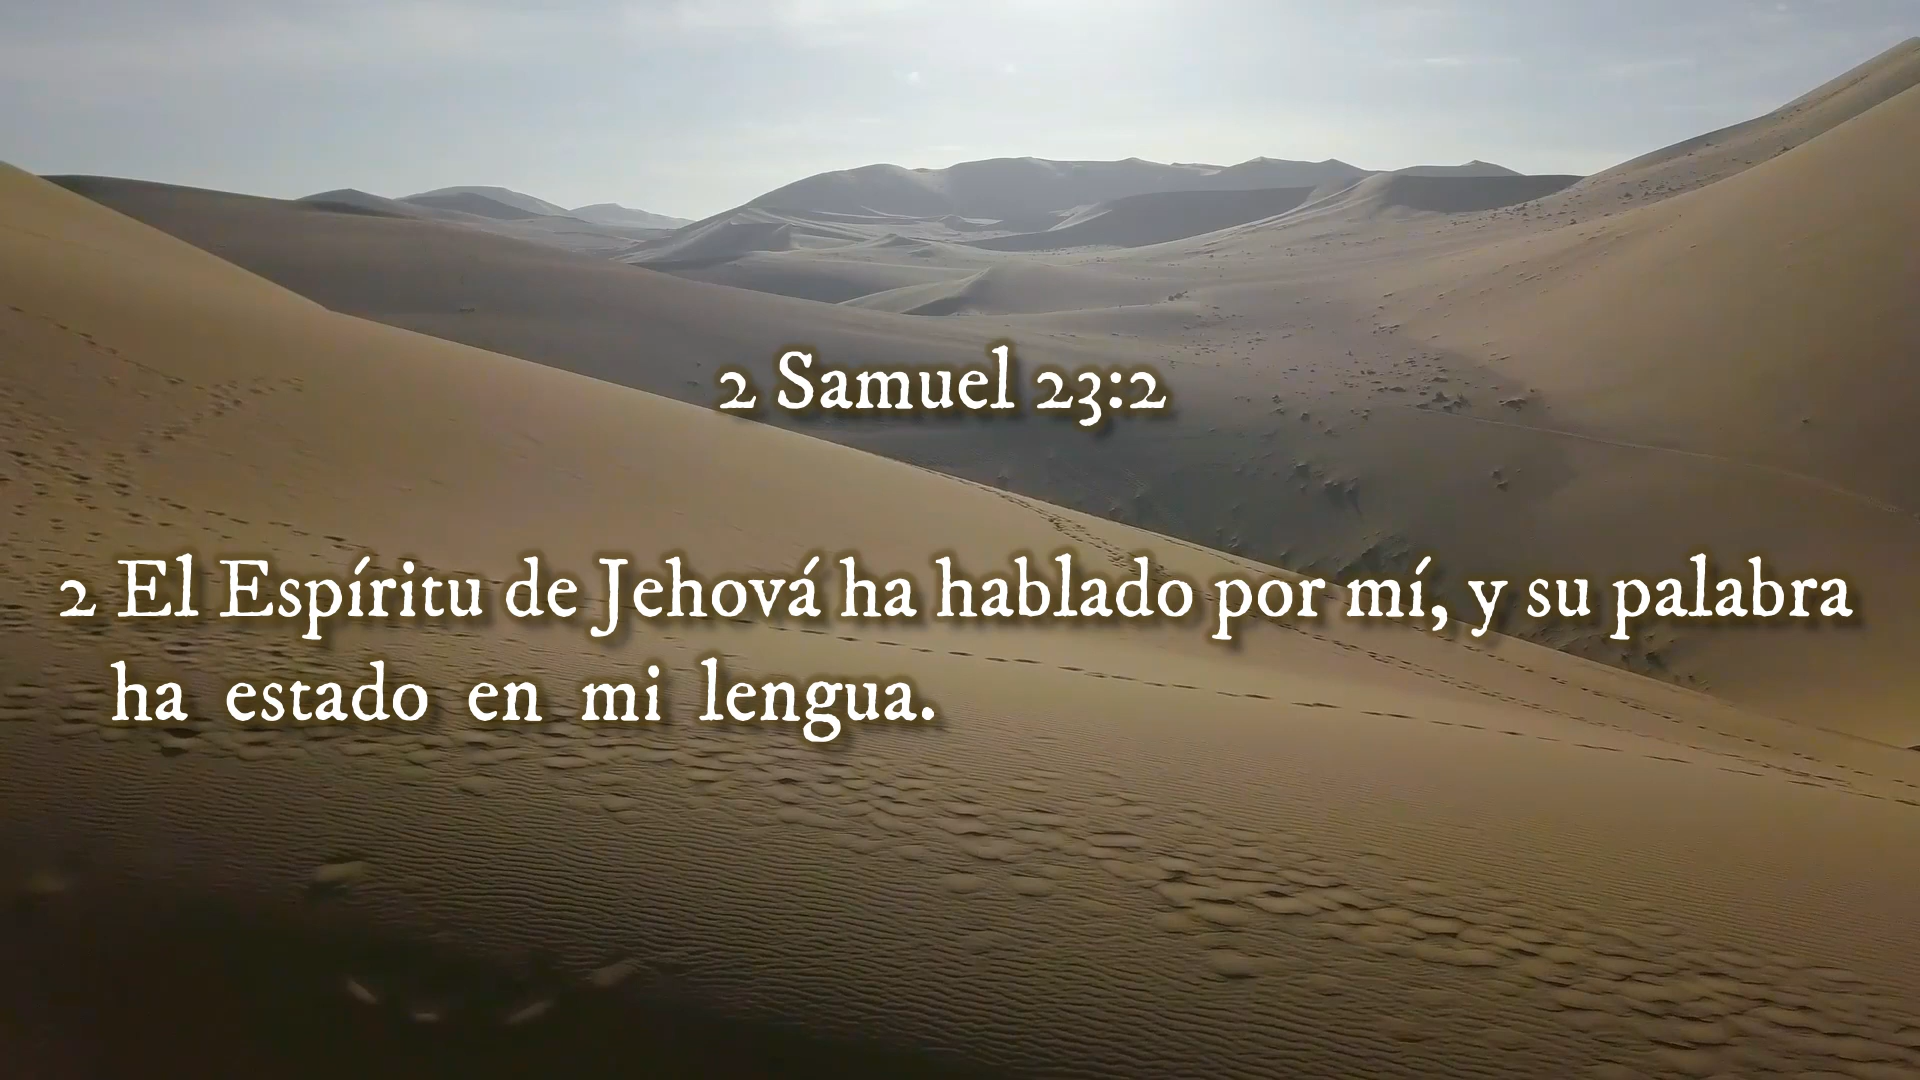 2 Samuel 23:2
2 El Espíritu de Jehová ha hablado por mí, y su palabra
ha estado en mi lengua.